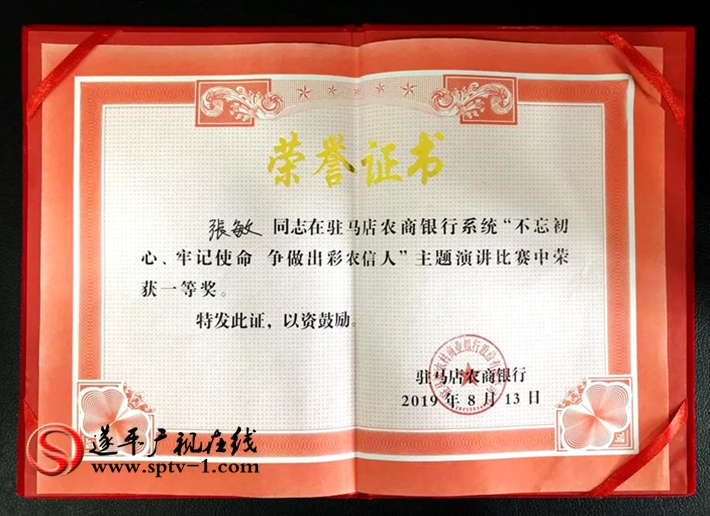 荣誉证书
張敏 同志在驻马店农商银行系统“不忘初
心、牢记使命 争做出彩农信人”主题演讲比赛中荣
获一等奖。
特发此证，以资鼓励。
驻马店农商银行
2019年8月13日
遂平广视在线
www.sptv-1.com